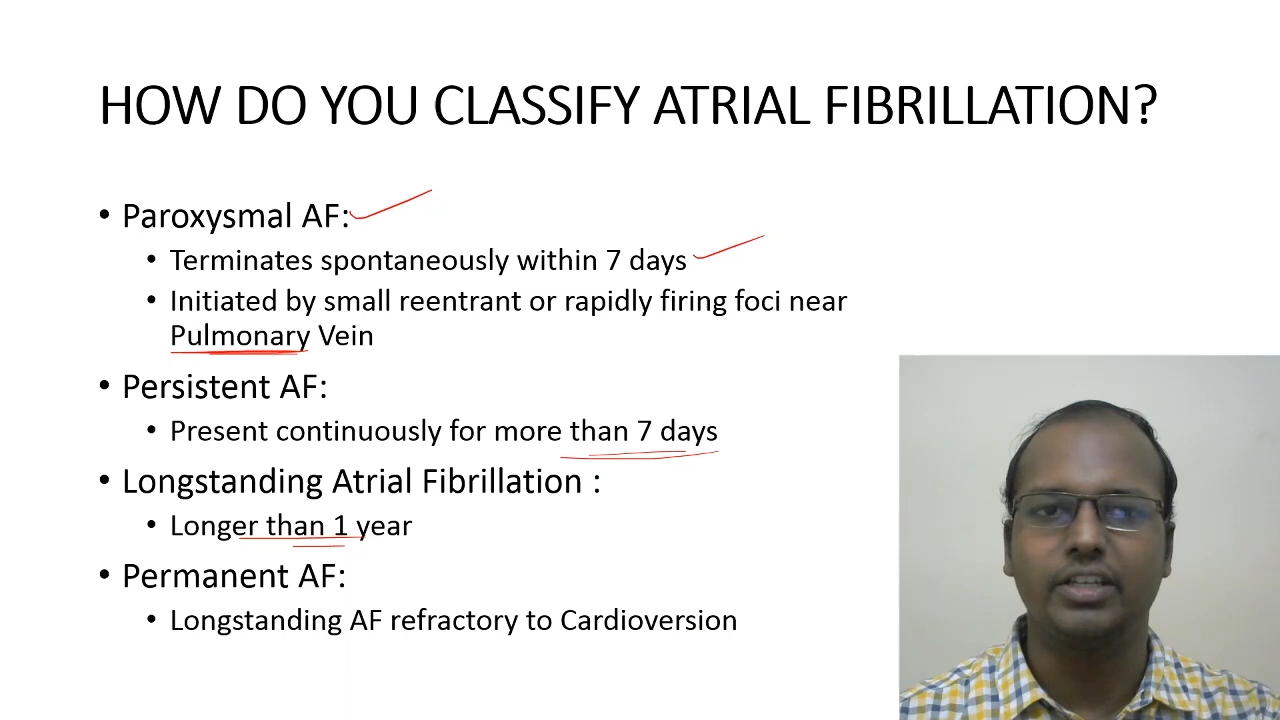 HOW DO YOU CLASSIFY ATRIAL FIBRILLATION?
• Paroxysmal AF:
• Terminates spontaneously within 7 days
• Initiated by small reentrant or rapidly firing foci near
Pulmonary Vein
• Persistent AF:
• Present continuously for more than 7 days
• Longstanding Atrial Fibrillation :
• Longer than 1 year
• Permanent AF:
• Longstanding AF refractory to Cardioversion